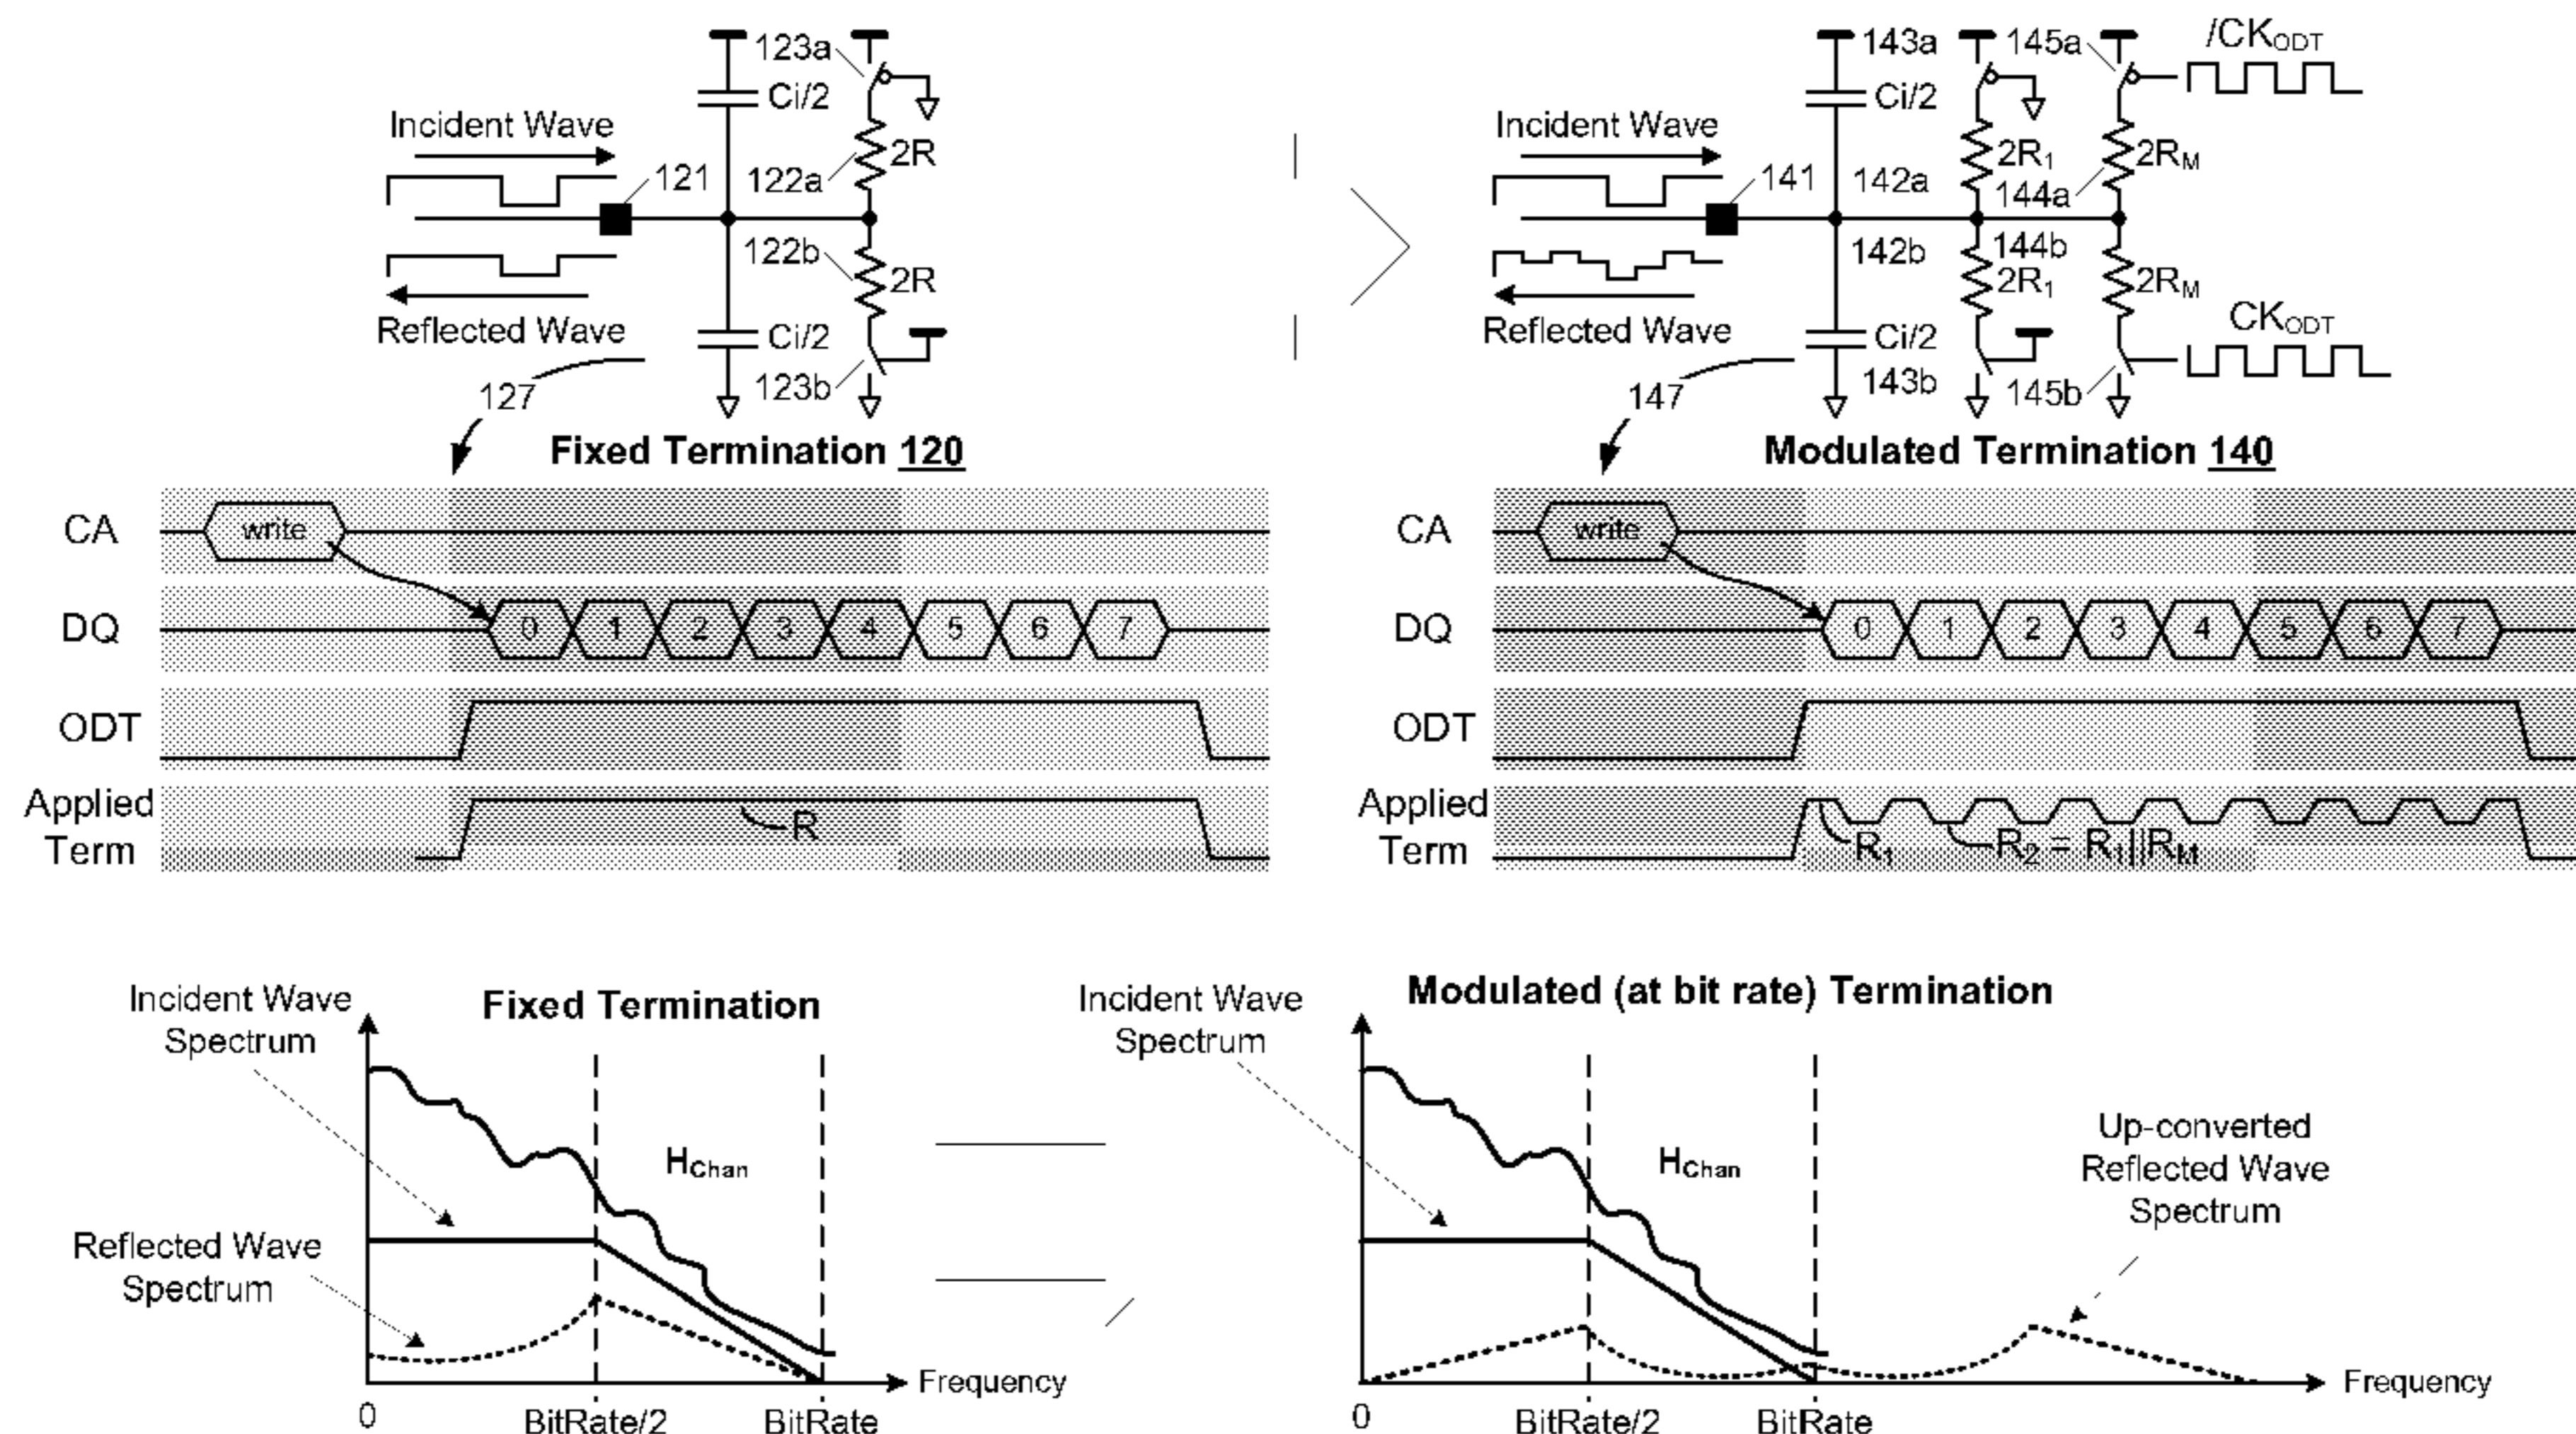 123a
Ci/2
Incident Wave
2R
121
122a
122b
2R
Reflected Wave
Ci/2
123b
127
Fixed Termination 120
143a
145a
/CKODT
Ci/2
Incident Wave
2R1
2RM
141
142a
144a
142b
144b
2R1
2RM
Reflected Wave
Ci/2
CKODT
143b
145b
147
Modulated Termination 140
CA
write
DQ
0 1 2 3 4 5 6 7
ODT
Applied
Term
R
CA
write
DQ
0 1 2 3 4 5 6 7
ODT
Applied
Term
R1
R2 = R1||RM
Fixed Termination
Incident Wave
Spectrum
HChan
Reflected Wave
Spectrum
Frequency
0
BitRate/2
BitRate
Modulated (at bit rate) Termination
Incident Wave
Spectrum
HChan
Up-converted
Reflected Wave
Spectrum
Frequency
0
BitRate/2
BitRate